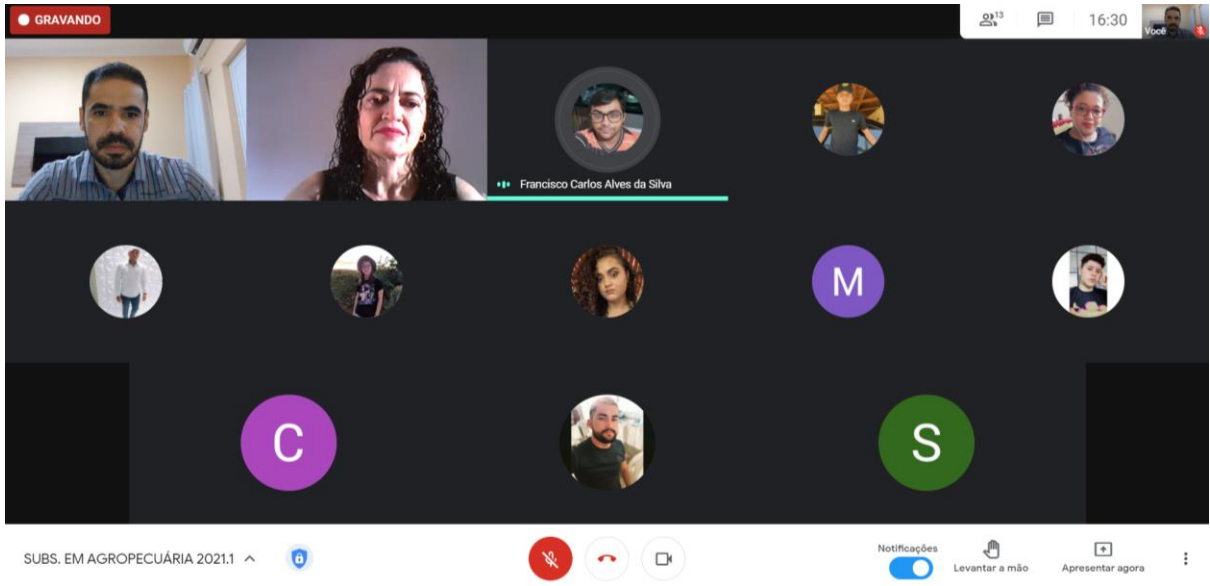 GRAVANDO
13
16:30
Você
Francisco Carlos Alves da Silva
M
C
S
SUBS. EM AGROPECUÁRIA 2021.1
Notificações
Levantar a mão
Apresentar agora